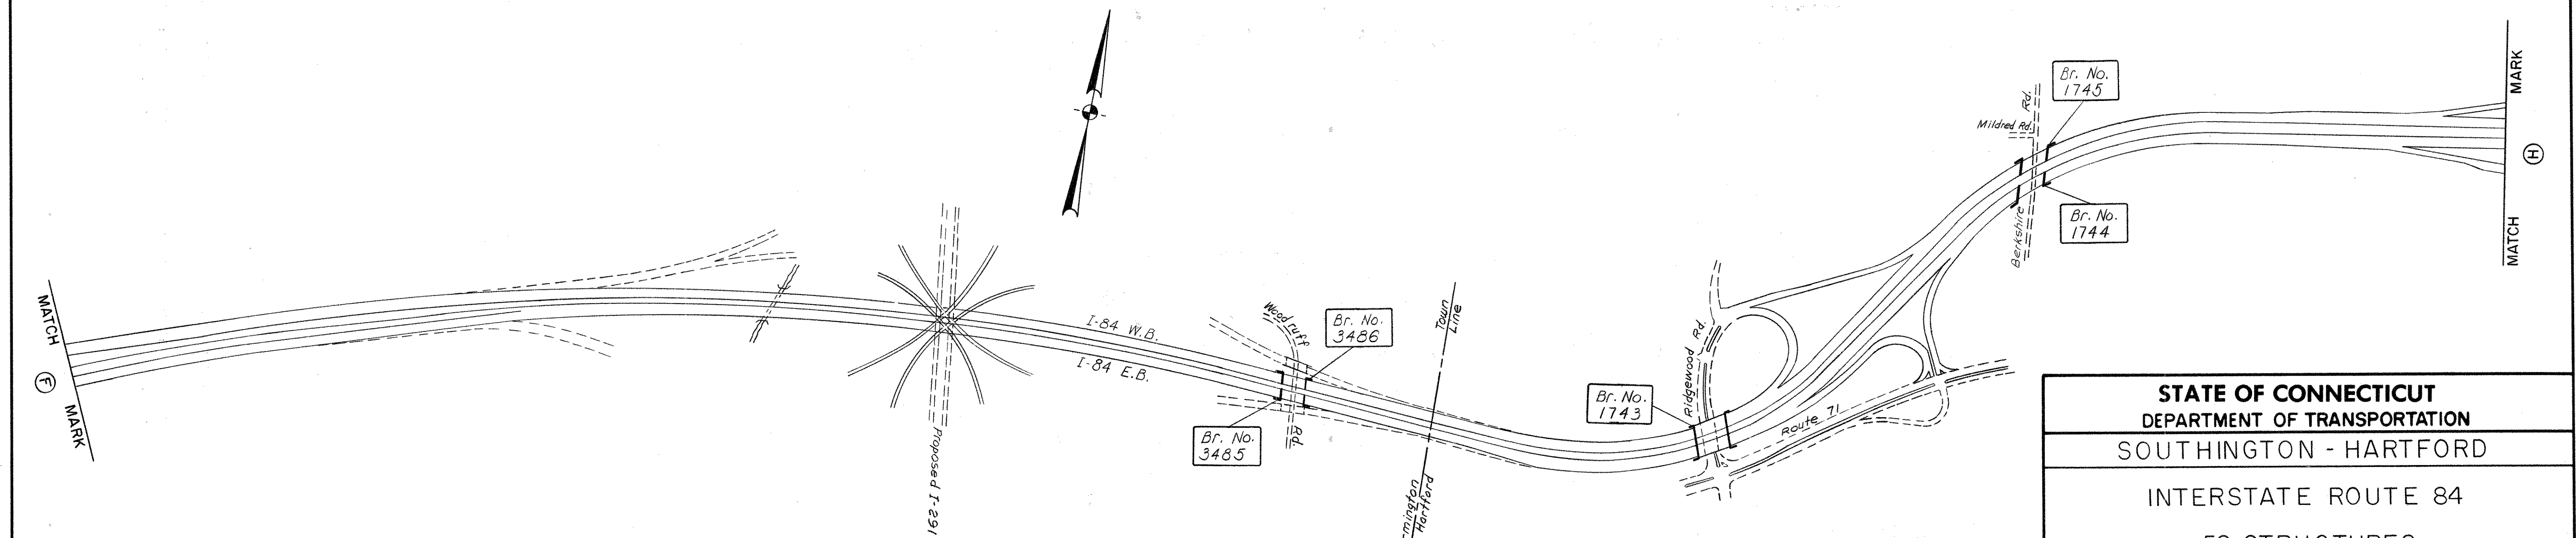 MATCH
MARK
F
Proposed I-291
I-84 W.B.
I-84 E.B.
Woodruff
Rd.
Br. No.
3486
Br. No.
3485
Town
Line
Hartford
Br. No.
1743
Ridgewood Rd.
Route 71
Mildred Rd.
Berkshire Rd.
Br. No.
1745
Br. No.
1744
MATCH
MARK
H
STATE OF CONNECTICUT
DEPARTMENT OF TRANSPORTATION
SOUTHINGTON - HARTFORD
INTERSTATE ROUTE 84